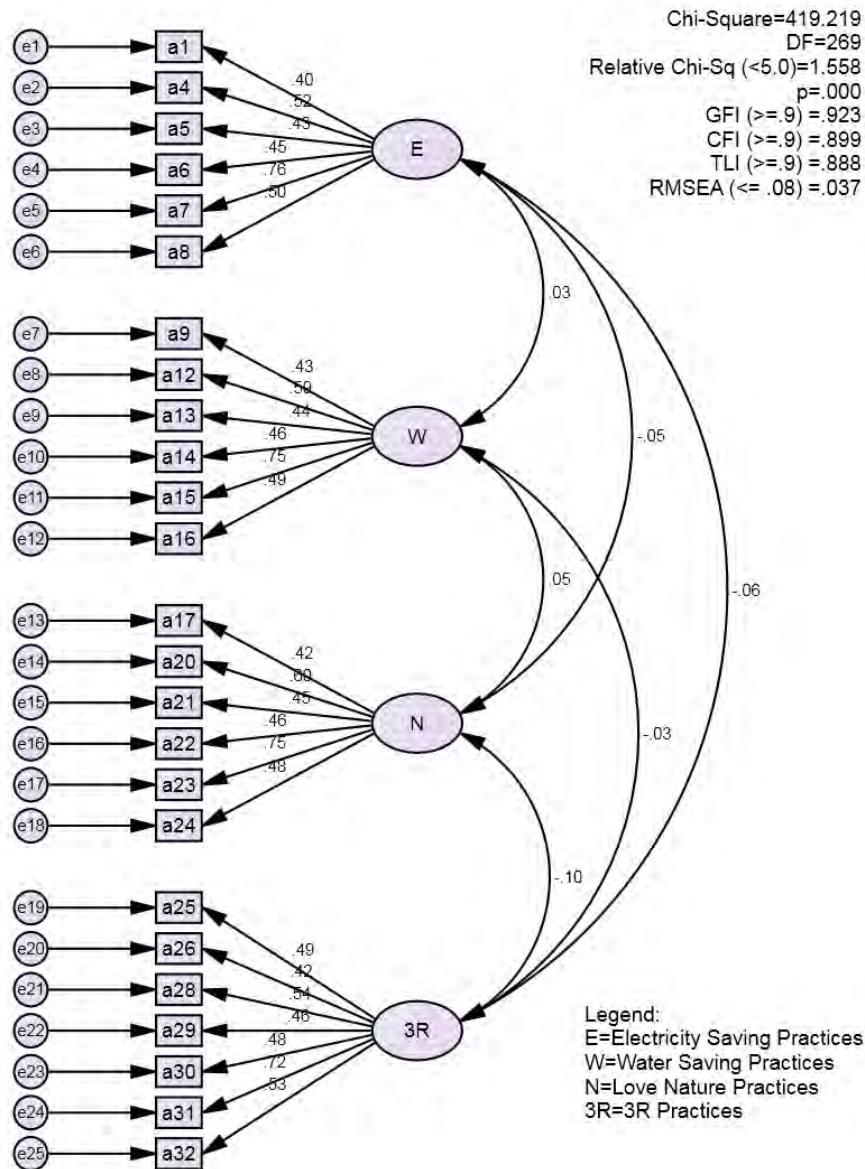 Chi-Square=419.219
DF=269
Relative Chi-Sq (<5.0)=1.558
p=.000
GFI (>=.9) =.923
CFI (>=.9) =.899
TLI (>=.9) =.888
RMSEA (<= .08) =.037
e1 a1 .40
e2 a4 .52
e3 a5 .43
e4 a6 .45
e5 a7 .76
e6 a8 .50
E
.03
-.05
-.06
e7 a9 .43
e8 a12 .59
e9 a13 .44
e10 a14 .46
e11 a15 .75
e12 a16 .49
W
.05
-.03
e13 a17 .42
e14 a20 .60
e15 a21 .45
e16 a22 .46
e17 a23 .75
e18 a24 .48
N
-.10
e19 a25 .49
e20 a26 .42
e21 a28 .54
e22 a29 .46
e23 a30 .48
e24 a31 .72
e25 a32 .53
3R
Legend:
E=Electricity Saving Practices
W=Water Saving Practices
N=Love Nature Practices
3R=3R Practices